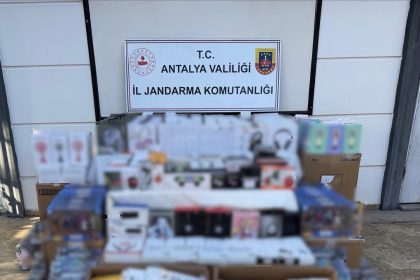 T.C.
ANTALYA VALİLİĞİ
İL JANDARMA KOMUTANLIĞI